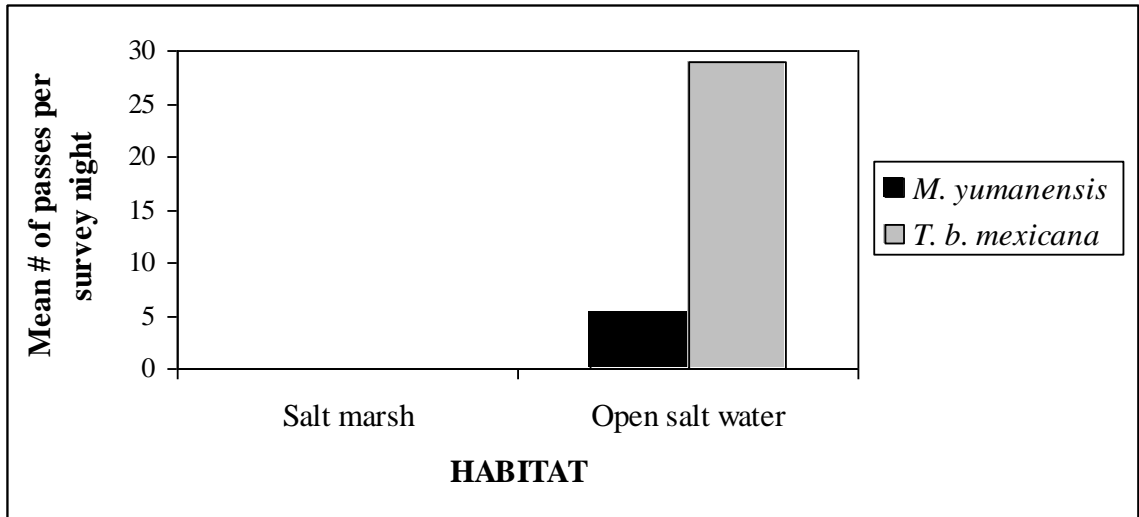 Mean # of passes per
survey night
30
25
20
15
10
5
0
Salt marsh
Open salt water
HABITAT
M. yumanensis
T. b. mexicana